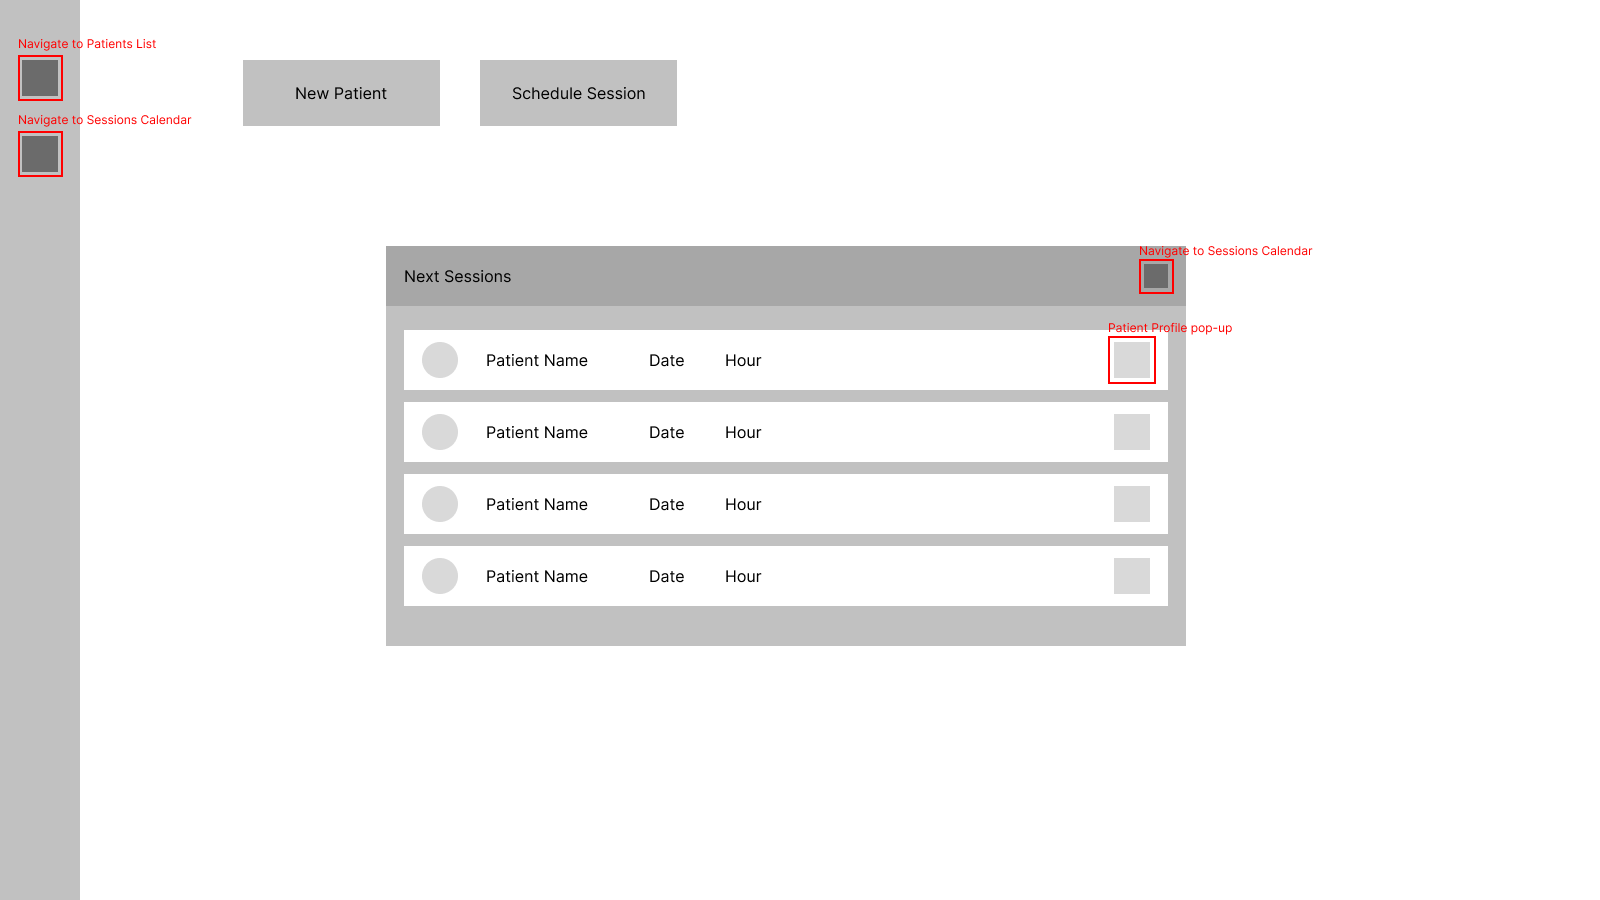 Navigate to Patients List
Navigate to Sessions Calendar
New Patient
Schedule Session
Next Sessions
Navigate to Sessions Calendar
Patient Profile pop-up
Patient Name Date Hour
Patient Name Date Hour
Patient Name Date Hour
Patient Name Date Hour